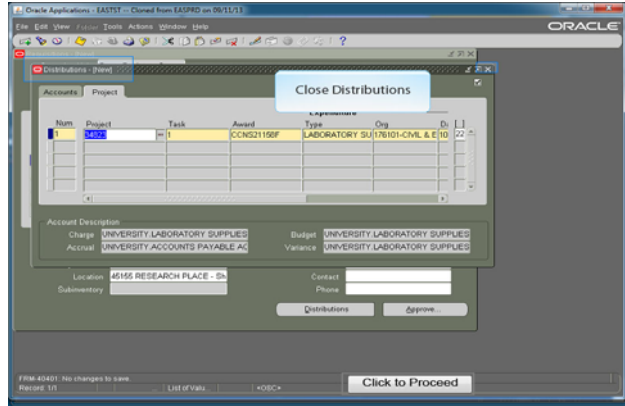 Oracle Applications - EASTST -- Cloned from EASPRD on 09/11/13
File Edit View Folder Tools Actions Window Help
ORACLE
Distributions - [New]
Close Distributions
Accounts Project
Expenditure
Num Project Task Award Type Org Da [ ]
1 34823 1 CCNS21158F LABORATORY SU 176101-CIVIL & E 10 22
Account Description
Charge UNIVERSITY.LABORATORY SUPPLIES Budget UNIVERSITY.LABORATORY SUPPLIES
Accrual UNIVERSITY.ACCOUNTS PAYABLE AC Variance UNIVERSITY.LABORATORY SUPPLIES
Location 45155 RESEARCH PLACE - Sh Contact
Subinventory Phone
Distributions Approve...
FRM-40401: No changes to save.
Record: 1/1 ... List of Valu... <OSC>
Click to Proceed